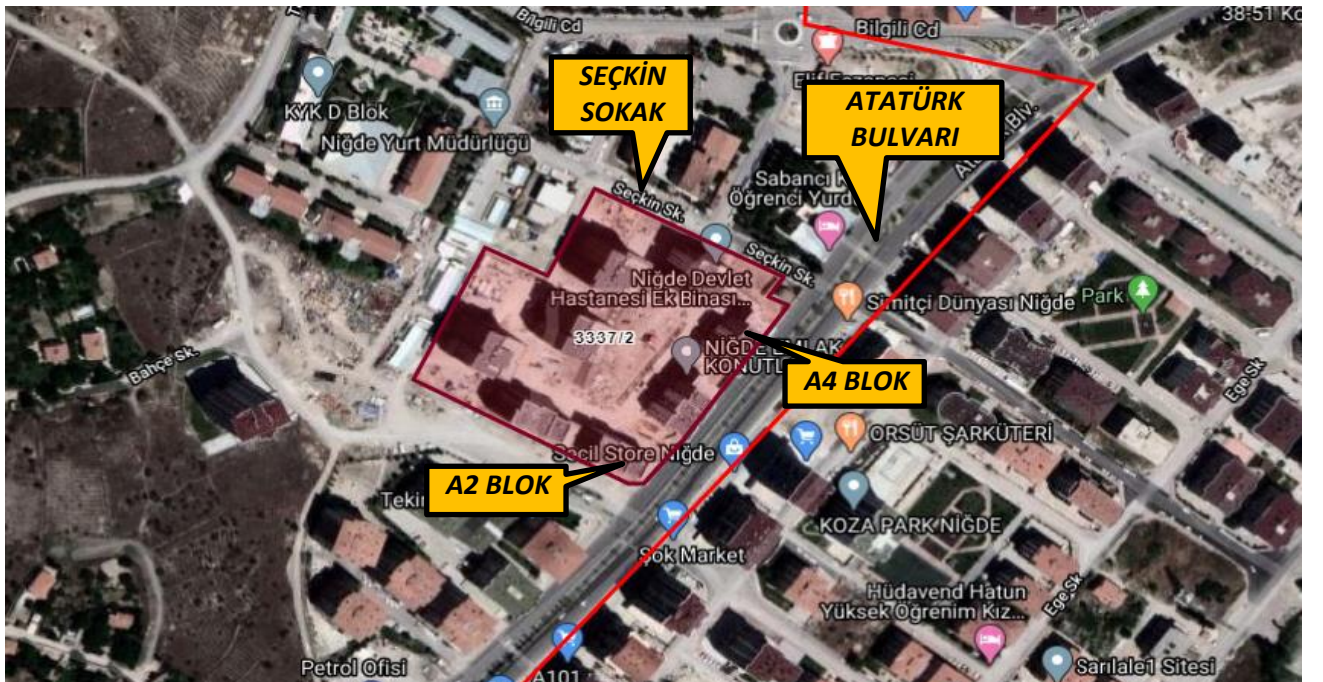 Bilgili Cd
Bilgili Cd
38-51 Ko
SEÇKİN
SOKAK
ATATÜRK
BULVARI
Blv.
KYK D Blok
Niğde Yurt Müdürlüğü
Sabancı
Öğrenci Yurdu
Seçkin Sk.
Seçkin Sk.
Niğde Devlet
Hastanesi Ek Binası...
Simitçi Dünyası Niğde
Park
3337/2
NİĞDE EMLAK
KONUTL
A4 BLOK
Bahçe Sk.
Ege Sk
ORSÜT ŞARKÜTERİ
Seçil Store Niğde
A2 BLOK
Tekin
KOZA PARK NİĞDE
Şok Market
Hüdavend Hatun
Yüksek Öğrenim Kız...
Ege Sk
Petrol Ofisi
A101
Sarılale1 Sitesi